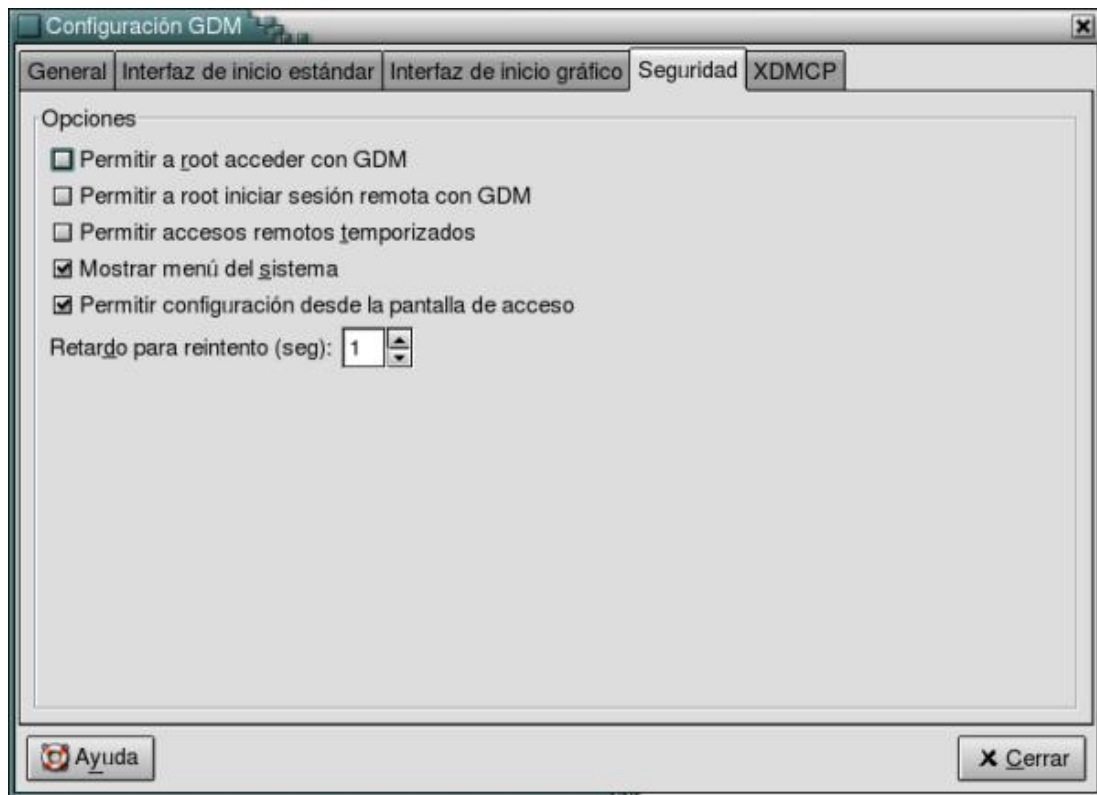 Configuración GDM
General Interfaz de inicio estándar Interfaz de inicio gráfico Seguridad XDMCP
Opciones
Permitir a root acceder con GDM
Permitir a root iniciar sesión remota con GDM
Permitir accesos remotos temporizados
Mostrar menú del sistema
Permitir configuración desde la pantalla de acceso
Retardo para reintento (seg): 1
Ayuda Cerrar